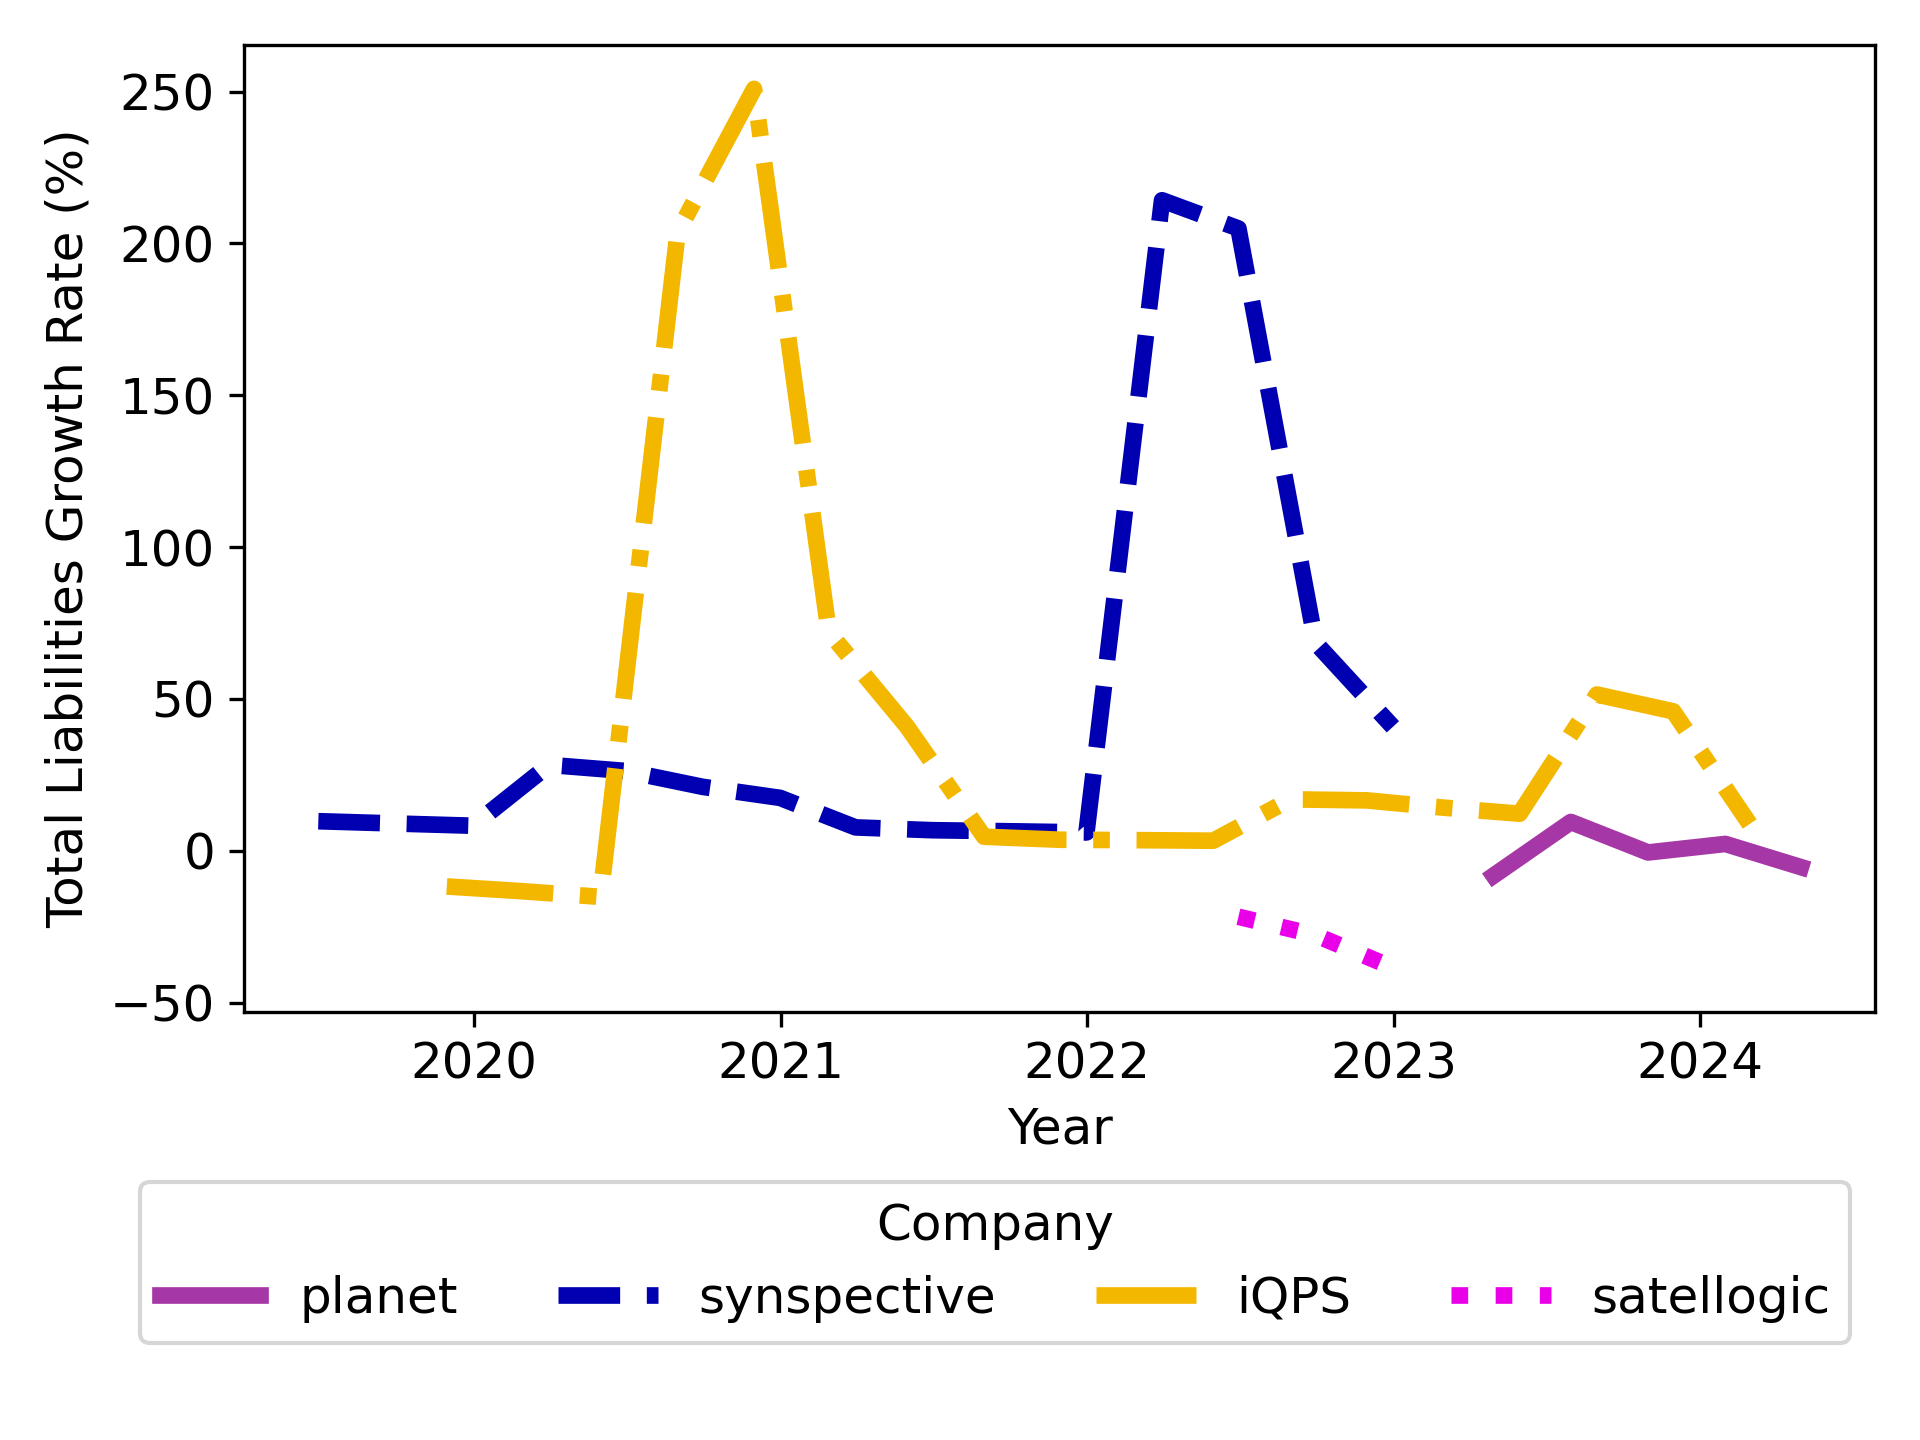 Total Liabilities Growth Rate (%)
250
200
150
100
50
0
−50
2020 2021 2022 2023 2024
Year
Company
planet synspective iQPS satellogic